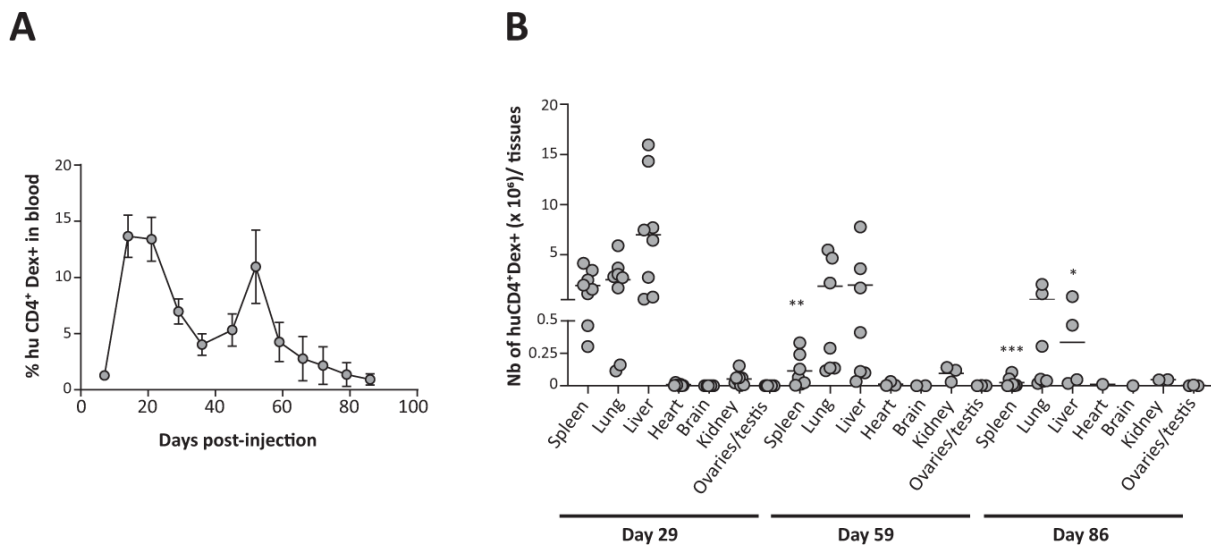 A
B
% hu CD4⁺ Dex+ in blood
20
15
10
5
0
0 20 40 60 80 100
Days post-injection
Nb of huCD4⁺Dex+ (x 10⁶)/ tissues
20
15
10
5
0.5
0.25
0
**
***
*
Spleen
Lung
Liver
Heart
Brain
Kidney
Ovaries/testis
Spleen
Lung
Liver
Heart
Brain
Kidney
Ovaries/testis
Spleen
Lung
Liver
Heart
Brain
Kidney
Ovaries/testis
Day 29
Day 59
Day 86